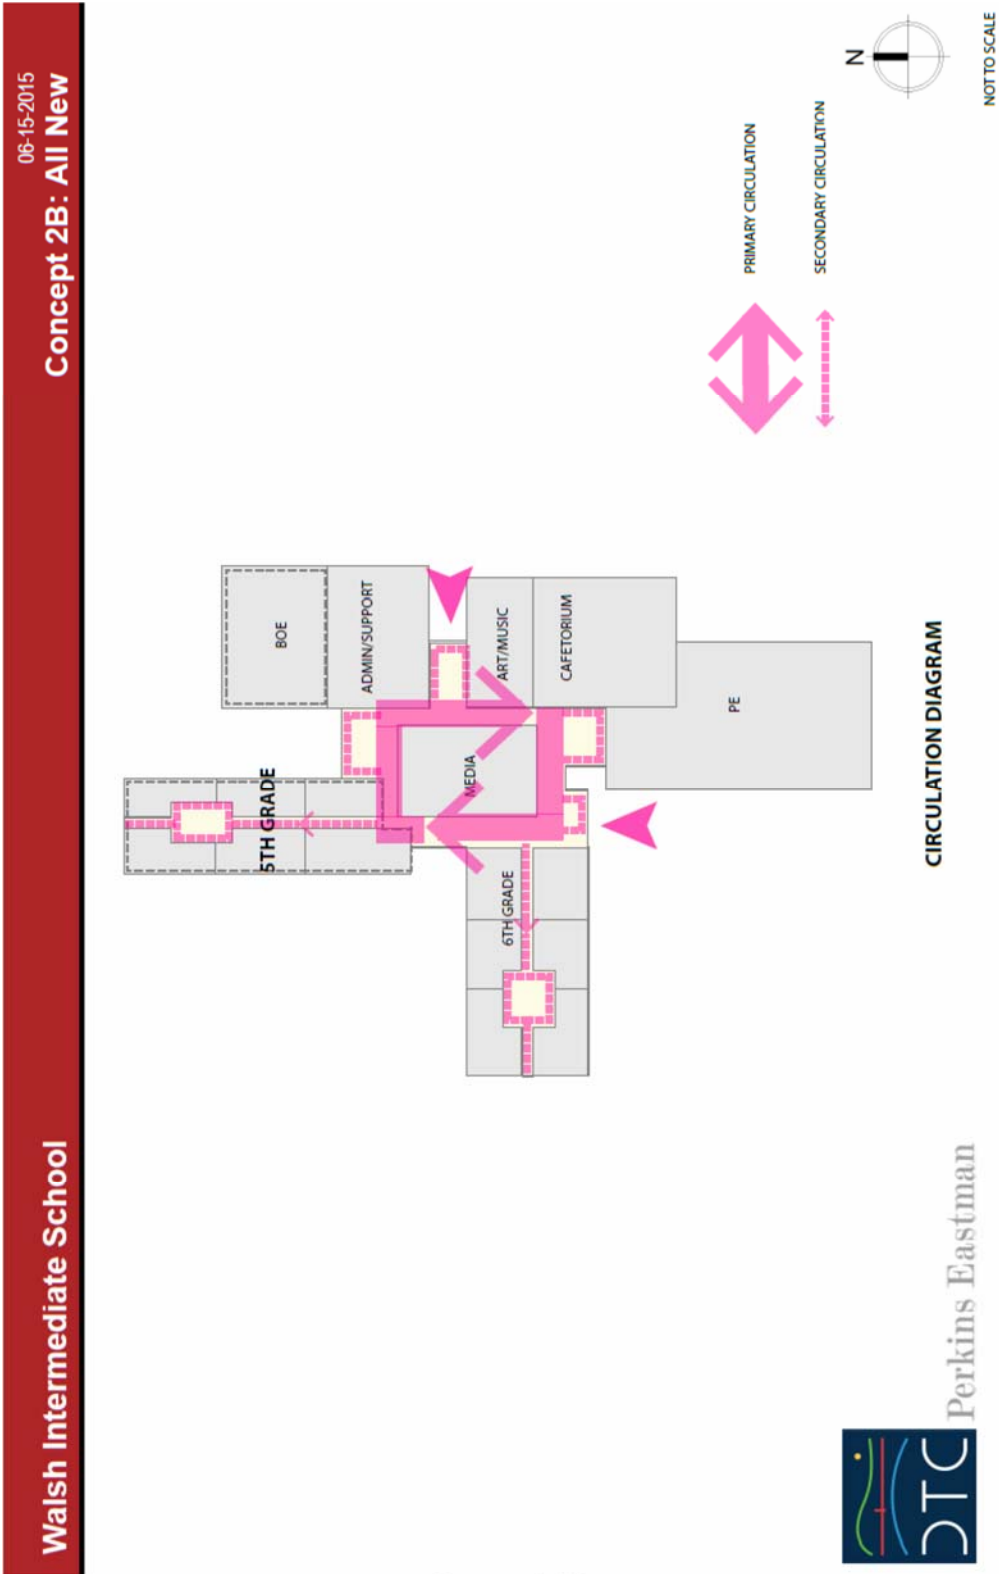 Walsh Intermediate School
06-15-2015
Concept 2B: All New
5TH GRADE
BOE
ADMIN/SUPPORT
MEDIA
6TH GRADE
ART/MUSIC
CAFETORIUM
PE
PRIMARY CIRCULATION
SECONDARY CIRCULATION
N
NOT TO SCALE
CIRCULATION DIAGRAM
DTC
Perkins Eastman